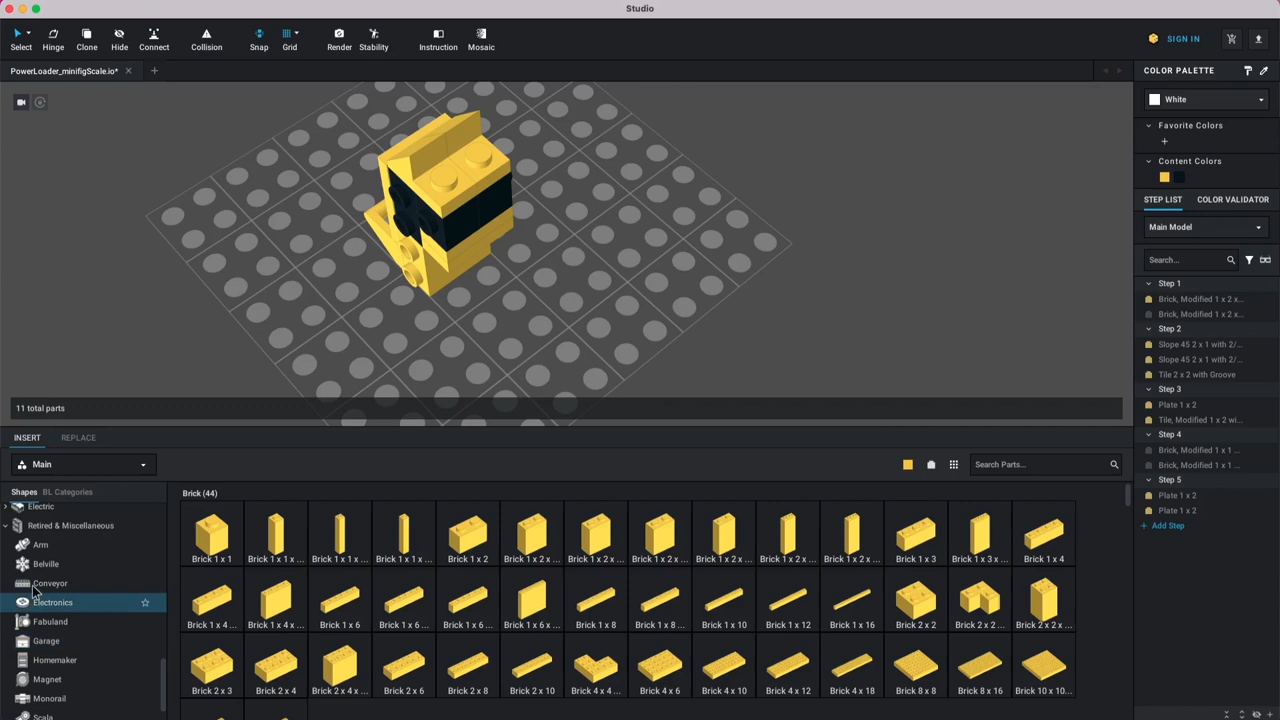 Studio
Select Hinge Clone Hide Connect Collision Snap Grid Render Stability Instruction Mosaic
SIGN IN
PowerLoader_minifigScale.io*
11 total parts
COLOR PALETTE
White
Favorite Colors
Content Colors
STEP LIST COLOR VALIDATOR
Main Model
Search...
Step 1
Brick, Modified 1 x 2 x...
Brick, Modified 1 x 2 x...
Step 2
Slope 45 2 x 1 with 2/...
Slope 45 2 x 1 with 2/...
Tile 2 x 2 with Groove
Step 3
Plate 1 x 2
Tile, Modified 1 x 2 wi...
Step 4
Brick, Modified 1 x 1 ...
Brick, Modified 1 x 1 ...
Step 5
Plate 1 x 2
Plate 1 x 2
+ Add Step
INSERT REPLACE
Main
Search Parts...
Shapes BL Categories
Electric
Retired & Miscellaneous
Arm
Belville
Conveyor
Electronics
Fabuland
Garage
Homemaker
Magnet
Monorail
Scala
Brick (44)
Brick 1 x 1 Brick 1 x 1 x ... Brick 1 x 1 x ... Brick 1 x 1 x ... Brick 1 x 2 Brick 1 x 2 x ... Brick 1 x 2 x ... Brick 1 x 2 x ... Brick 1 x 2 x ... Brick 1 x 2 x ... Brick 1 x 2 x ... Brick 1 x 3 Brick 1 x 3 x ... Brick 1 x 4
Brick 1 x 4 ... Brick 1 x 4 x ... Brick 1 x 6 Brick 1 x 6 ... Brick 1 x 6 ... Brick 1 x 6 x ... Brick 1 x 8 Brick 1 x 8 ... Brick 1 x 10 Brick 1 x 12 Brick 1 x 16 Brick 2 x 2 Brick 2 x 2 ... Brick 2 x 2 x ...
Brick 2 x 3 Brick 2 x 4 Brick 2 x 4 x ... Brick 2 x 6 Brick 2 x 8 Brick 2 x 10 Brick 4 x 4 ... Brick 4 x 6 Brick 4 x 10 Brick 4 x 12 Brick 4 x 18 Brick 8 x 8 Brick 8 x 16 Brick 10 x 10...